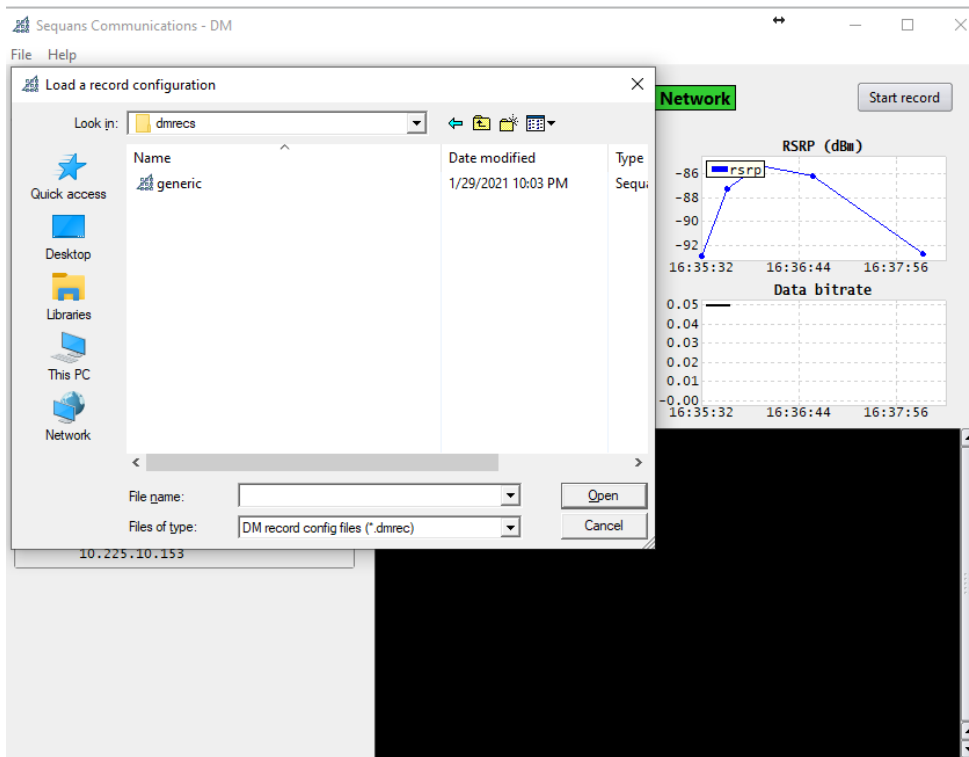 Sequans Communications - DM
File Help
Load a record configuration
Look in: dmrecs
Name Date modified Type
generic 1/29/2021 10:03 PM Sequ
Quick access
Desktop
Libraries
This PC
Network
File name:
Open
Files of type: DM record config files (*.dmrec)
Cancel
Network
Start record
RSRP (dBm)
rsrp
-86
-88
-90
-92
16:35:32 16:36:44 16:37:56
Data bitrate
0.05
0.04
0.03
0.02
0.01
-0.00
16:35:32 16:36:44 16:37:56
10.225.10.153